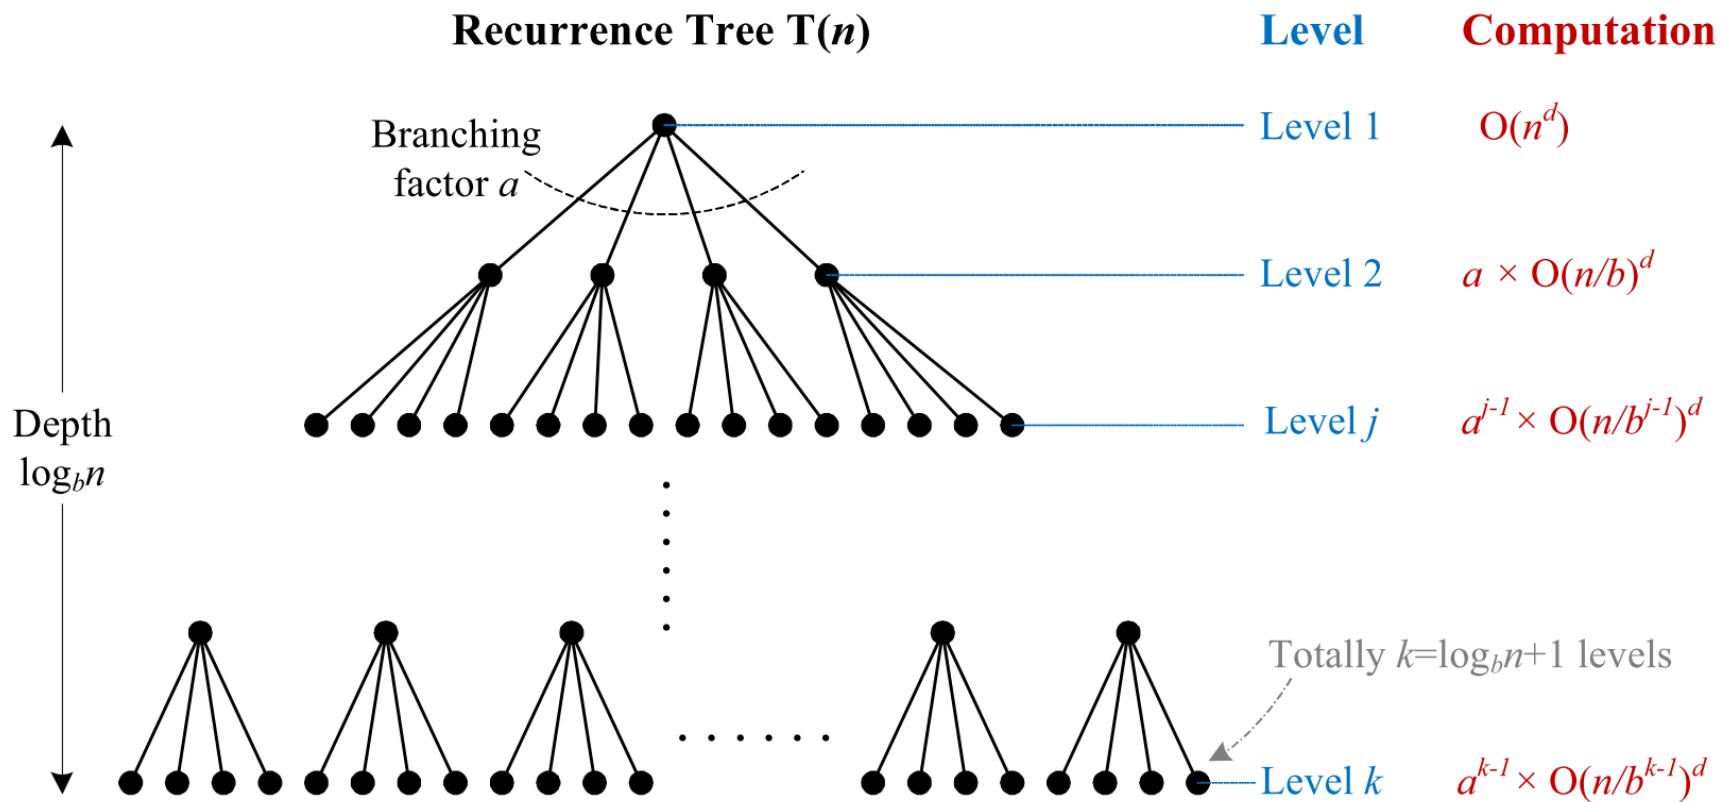 Recurrence Tree T(n) Level Computation
Branching
factor a
Level 1 O(n^d)
Level 2 a × O(n/b)^d
Level j a^{j-1} × O(n/b^{j-1})^d
Depth
log_b n
Totally k=log_b n+1 levels
Level k a^{k-1} × O(n/b^{k-1})^d